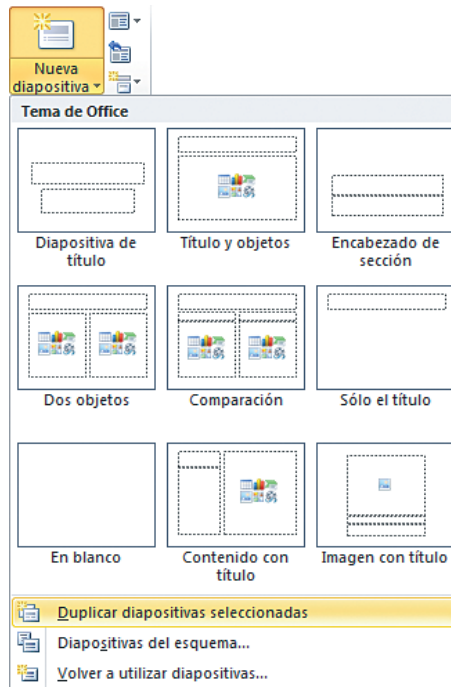 Nueva
diapositiva
Tema de Office
Diapositiva de
título
Título y objetos
Encabezado de
sección
Dos objetos
Comparación
Sólo el título
En blanco
Contenido con
título
Imagen con título
Duplicar diapositivas seleccionadas
Diapositivas del esquema...
Volver a utilizar diapositivas...